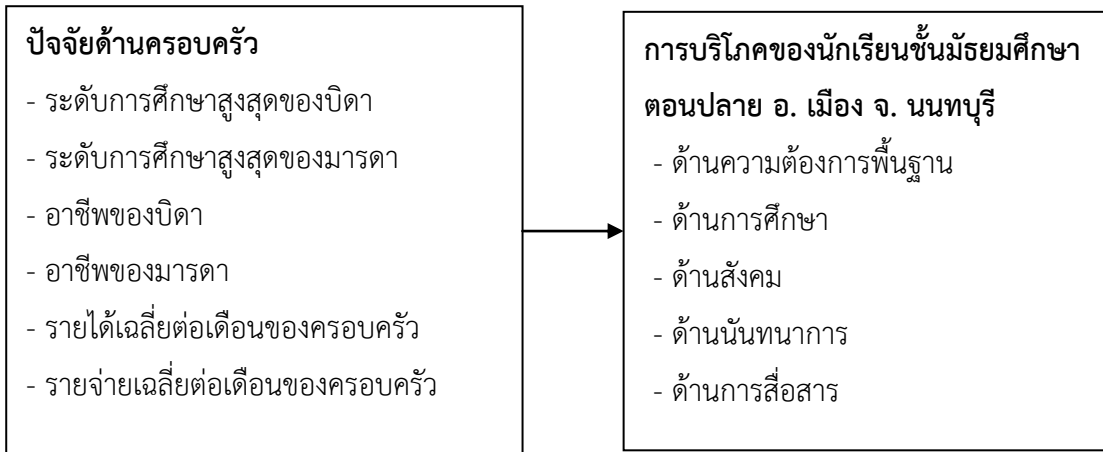 ปัจจัยด้านครอบครัว
- ระดับการศึกษาสูงสุดของบิดา
- ระดับการศึกษาสูงสุดของมารดา
- อาชีพของบิดา
- อาชีพของมารดา
- รายได้เฉลี่ยต่อเดือนของครอบครัว
- รายจ่ายเฉลี่ยต่อเดือนของครอบครัว
การบริโภคของนักเรียนชั้นมัธยมศึกษา
ตอนปลาย อ. เมือง จ. นนทบุรี
- ด้านความต้องการพื้นฐาน
- ด้านการศึกษา
- ด้านสังคม
- ด้านนันทนาการ
- ด้านการสื่อสาร